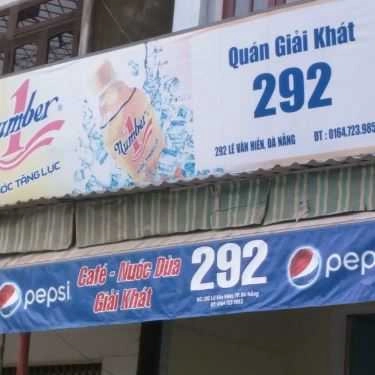 Number 1
NƯỚC TĂNG LỰC
Number 1
Quán Giải Khát
292
292 LÊ VĂN HIẾN, ĐÀ NẴNG ĐT : 0164.723.985
pepsi
Café - Nước Dừa
Giải Khát
292
pepsi